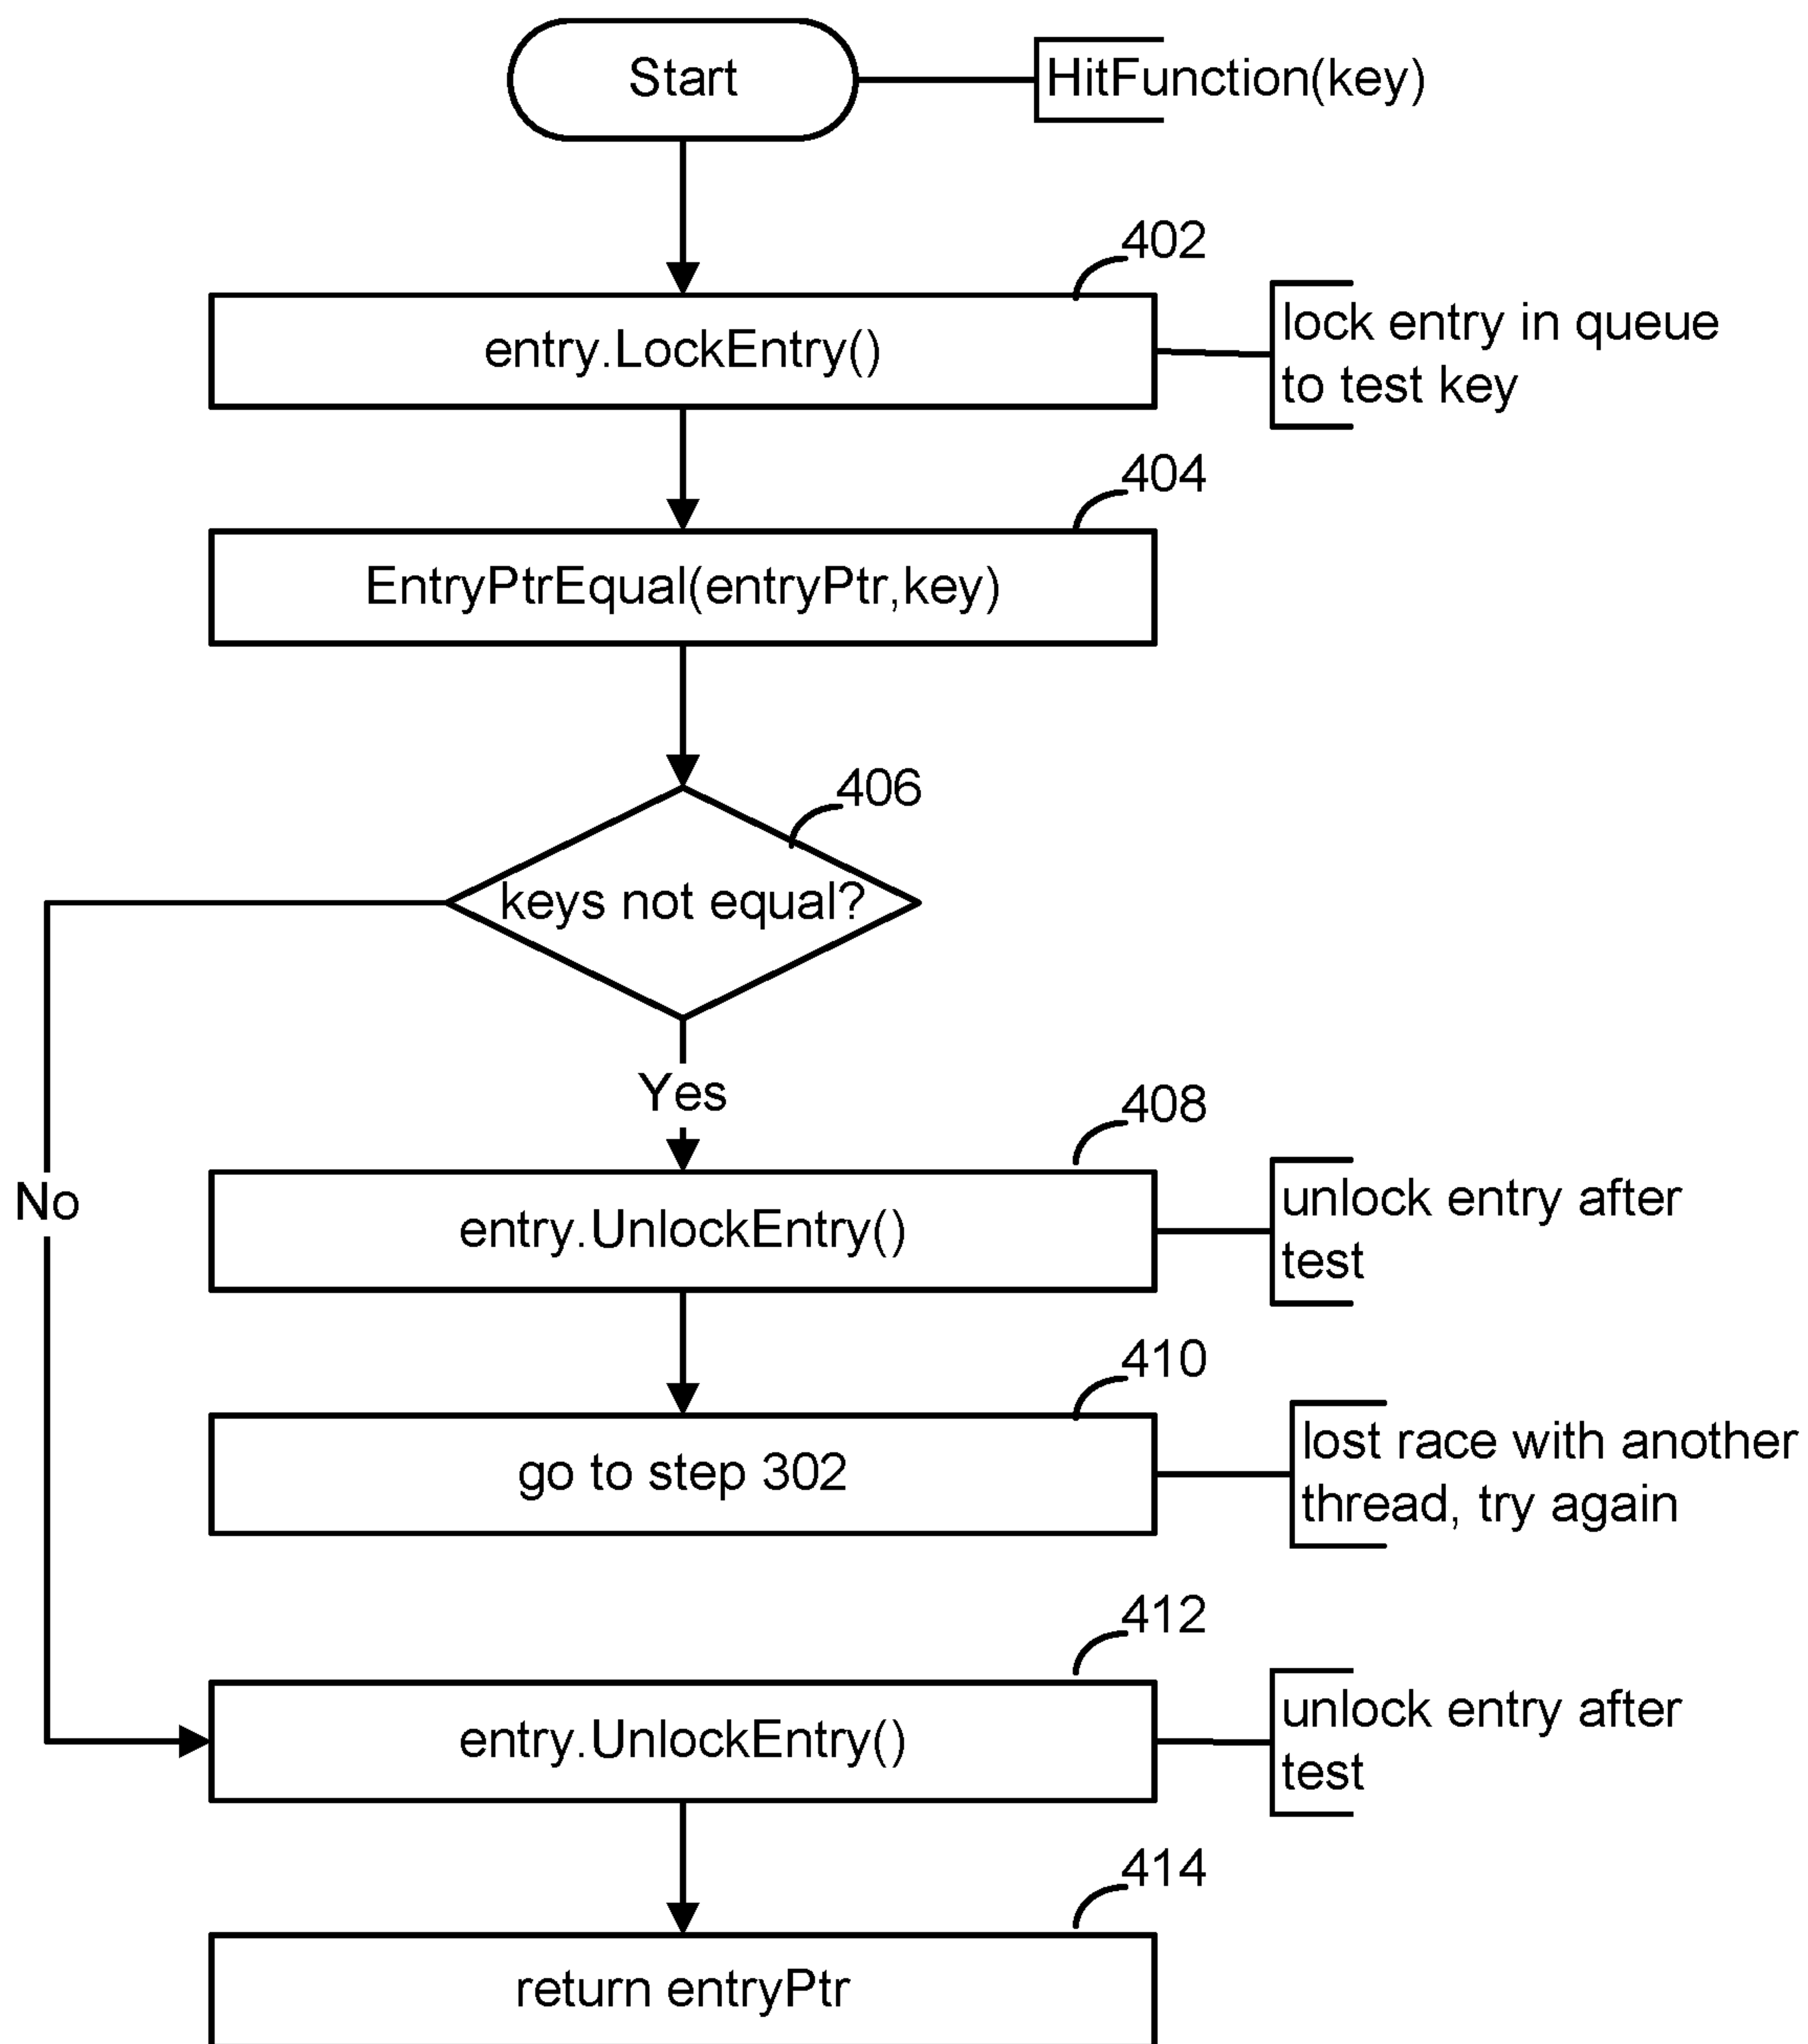 Start
HitFunction(key)
402
entry.LockEntry()
lock entry in queue
to test key
404
EntryPtrEqual(entryPtr,key)
406
keys not equal?
Yes
No
408
entry.UnlockEntry()
unlock entry after
test
410
go to step 302
lost race with another
thread, try again
412
entry.UnlockEntry()
unlock entry after
test
414
return entryPtr